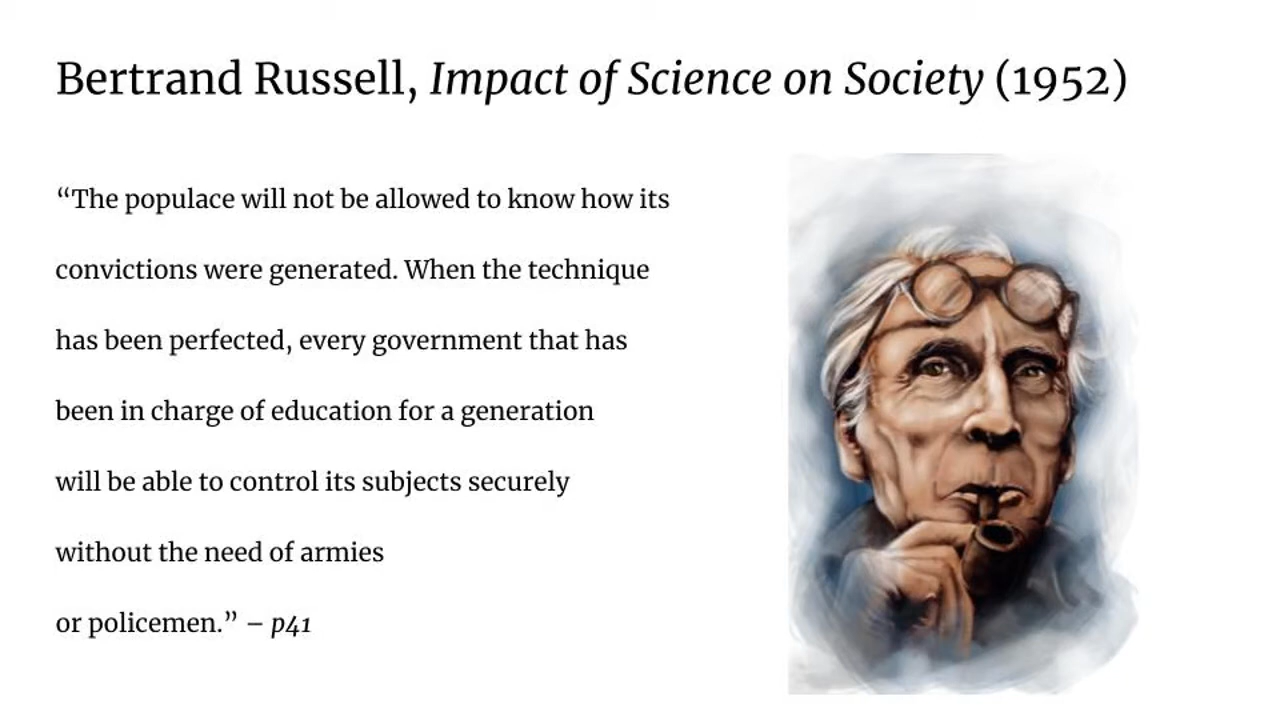 Bertrand Russell, Impact of Science on Society (1952)
“The populace will not be allowed to know how its
convictions were generated. When the technique
has been perfected, every government that has
been in charge of education for a generation
will be able to control its subjects securely
without the need of armies
or policemen.” – p41